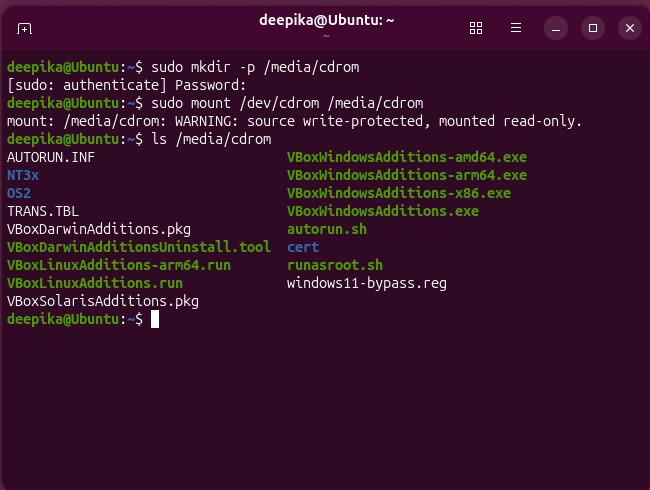 deepika@Ubuntu: ~
~
deepika@Ubuntu:~$ sudo mkdir -p /media/cdrom
[sudo: authenticate] Password:
deepika@Ubuntu:~$ sudo mount /dev/cdrom /media/cdrom
mount: /media/cdrom: WARNING: source write-protected, mounted read-only.
deepika@Ubuntu:~$ ls /media/cdrom
AUTORUN.INF VBoxWindowsAdditions-amd64.exe
NT3x VBoxWindowsAdditions-arm64.exe
OS2 VBoxWindowsAdditions-x86.exe
TRANS.TBL VBoxWindowsAdditions.exe
VBoxDarwinAdditions.pkg autorun.sh
VBoxDarwinAdditionsUninstall.tool cert
VBoxLinuxAdditions-arm64.run runasroot.sh
VBoxLinuxAdditions.run windows11-bypass.reg
VBoxSolarisAdditions.pkg
deepika@Ubuntu:~$